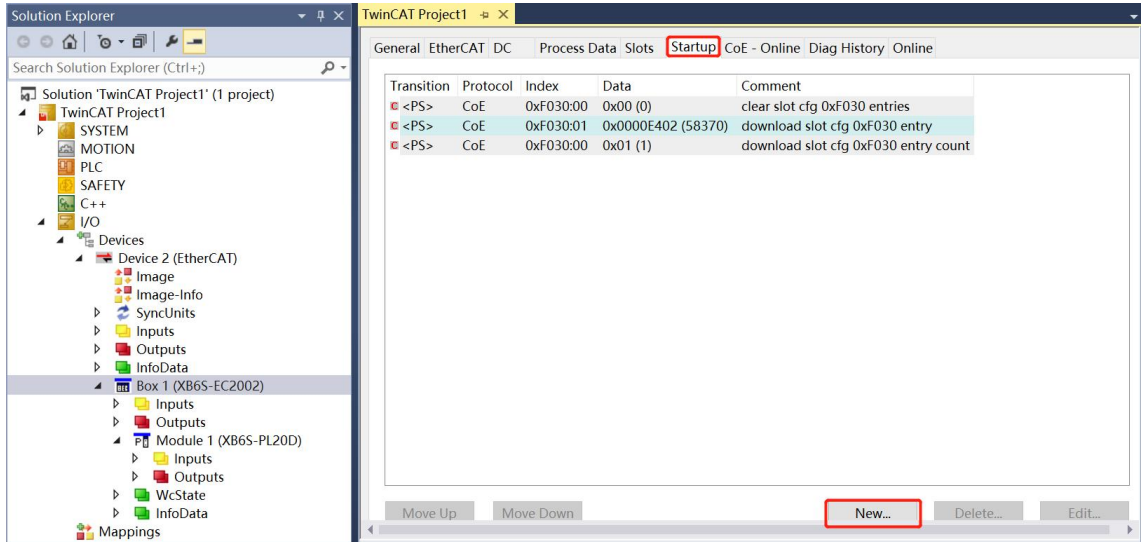 Solution Explorer
Search Solution Explorer (Ctrl+;)
Solution 'TwinCAT Project1' (1 project)
TwinCAT Project1
SYSTEM
MOTION
PLC
SAFETY
C++
I/O
Devices
Device 2 (EtherCAT)
Image
Image-Info
SyncUnits
Inputs
Outputs
InfoData
Box 1 (XB6S-EC2002)
Inputs
Outputs
Module 1 (XB6S-PL20D)
Inputs
Outputs
WcState
InfoData
Mappings
TwinCAT Project1
General EtherCAT DC Process Data Slots Startup CoE - Online Diag History Online
Transition Protocol Index Data Comment
C <PS> CoE 0xF030:00 0x00 (0) clear slot cfg 0xF030 entries
C <PS> CoE 0xF030:01 0x0000E402 (58370) download slot cfg 0xF030 entry
C <PS> CoE 0xF030:00 0x01 (1) download slot cfg 0xF030 entry count
Move Up Move Down New... Delete... Edit...